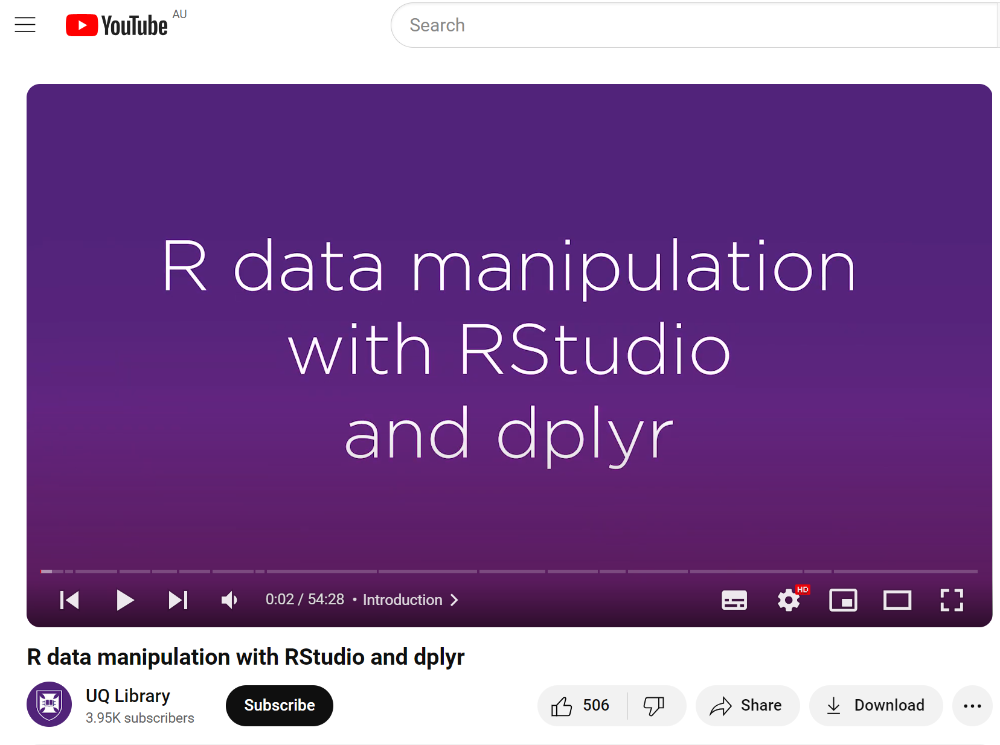 YouTube AU
Search
R data manipulation
with RStudio
and dplyr
0:02 / 54:28 • Introduction
HD
R data manipulation with RStudio and dplyr
UQ Library
3.95K subscribers
Subscribe
506
Share
Download